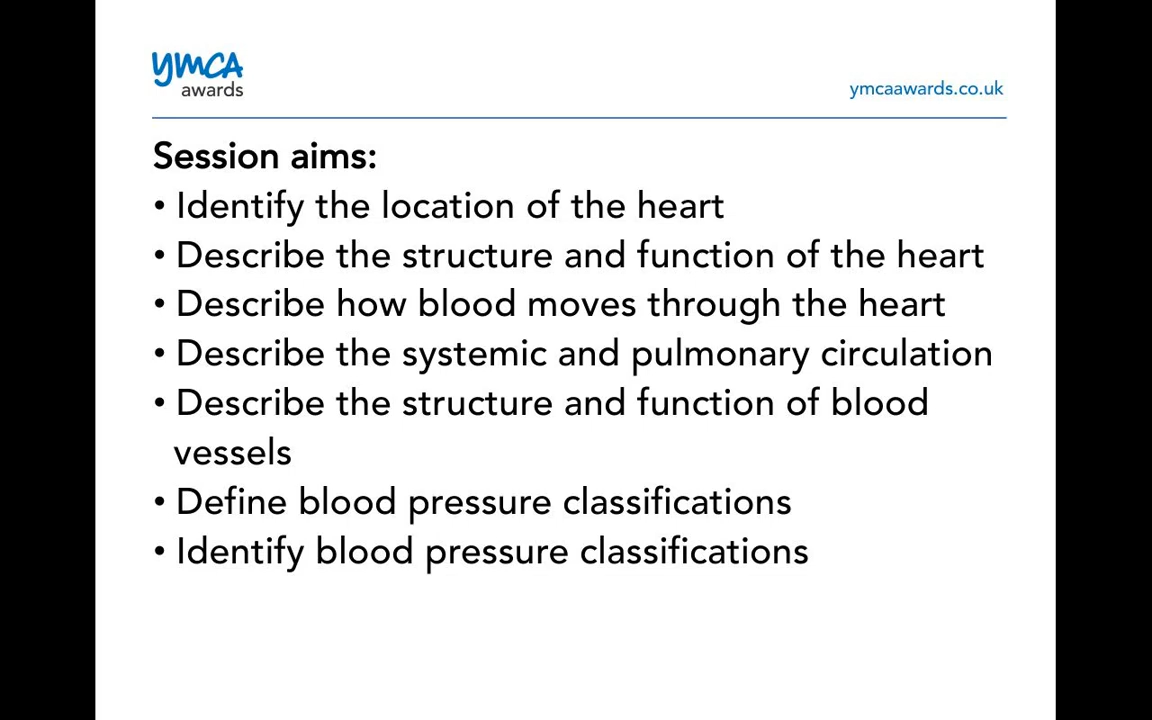 ymca
awards
ymcaawards.co.uk
Session aims:
• Identify the location of the heart
• Describe the structure and function of the heart
• Describe how blood moves through the heart
• Describe the systemic and pulmonary circulation
• Describe the structure and function of blood
vessels
• Define blood pressure classifications
• Identify blood pressure classifications